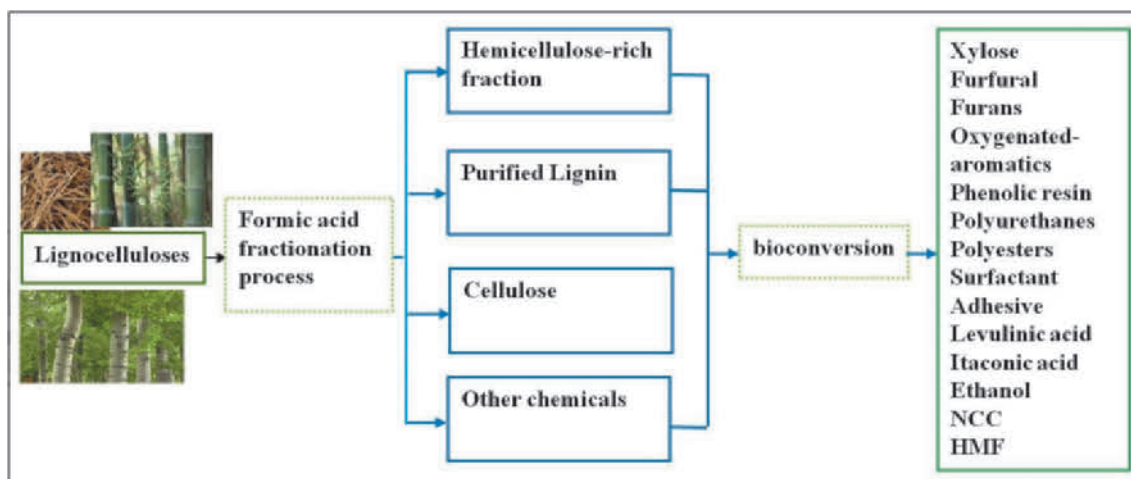 Lignocelluloses
Formic acid
fractionation
process
Hemicellulose-rich
fraction
Purified Lignin
Cellulose
Other chemicals
bioconversion
Xylose
Furfural
Furans
Oxygenated-
aromatics
Phenolic resin
Polyurethanes
Polyesters
Surfactant
Adhesive
Levulinic acid
Itaconic acid
Ethanol
NCC
HMF